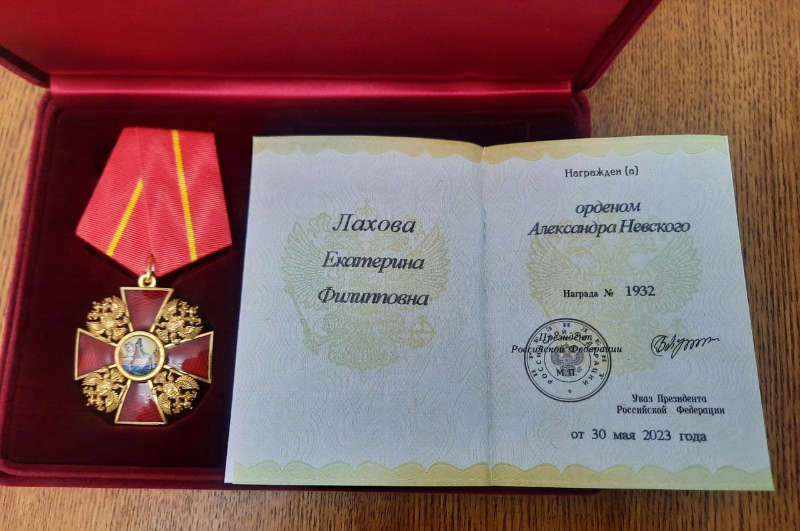 Лахова
Екатерина
Филипповна
Награжден (а)
орденом
Александра Невского
Награда № 1932
Президент
Российской Федерации
М.П.
Указ Президента
Российской Федерации
от 30 мая 2023 года